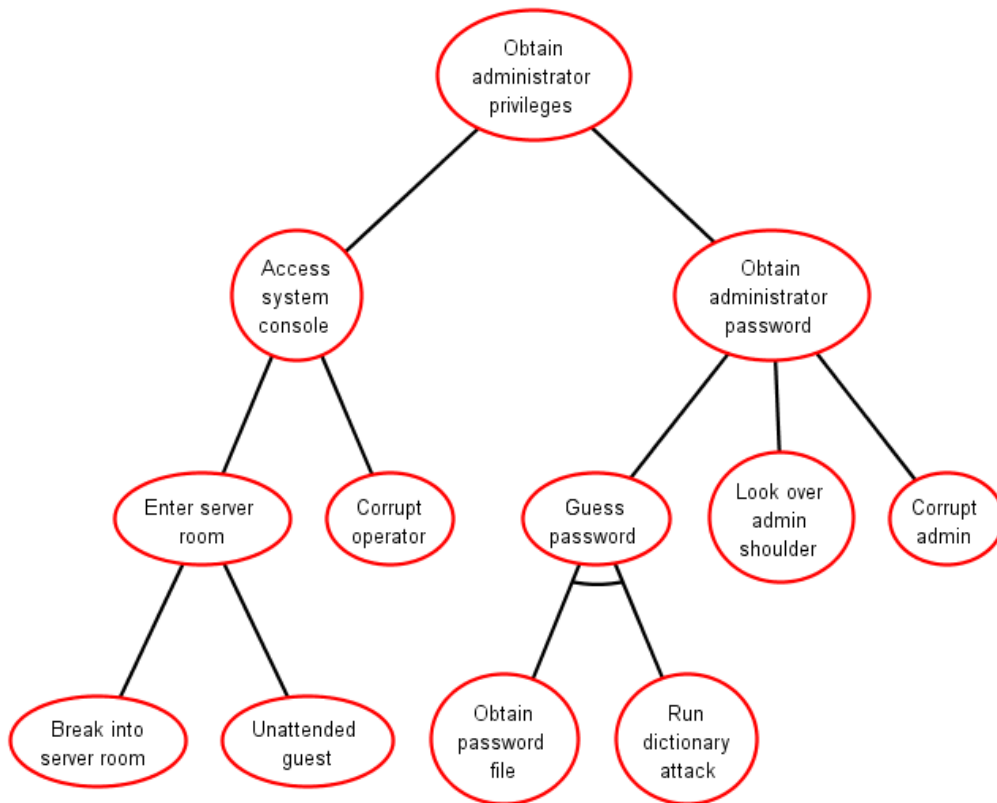 Obtain
administrator
privileges
Access
system
console
Obtain
administrator
password
Enter server
room
Corrupt
operator
Guess
password
Look over
admin
shoulder
Corrupt
admin
Break into
server room
Unattended
guest
Obtain
password
file
Run
dictionary
attack